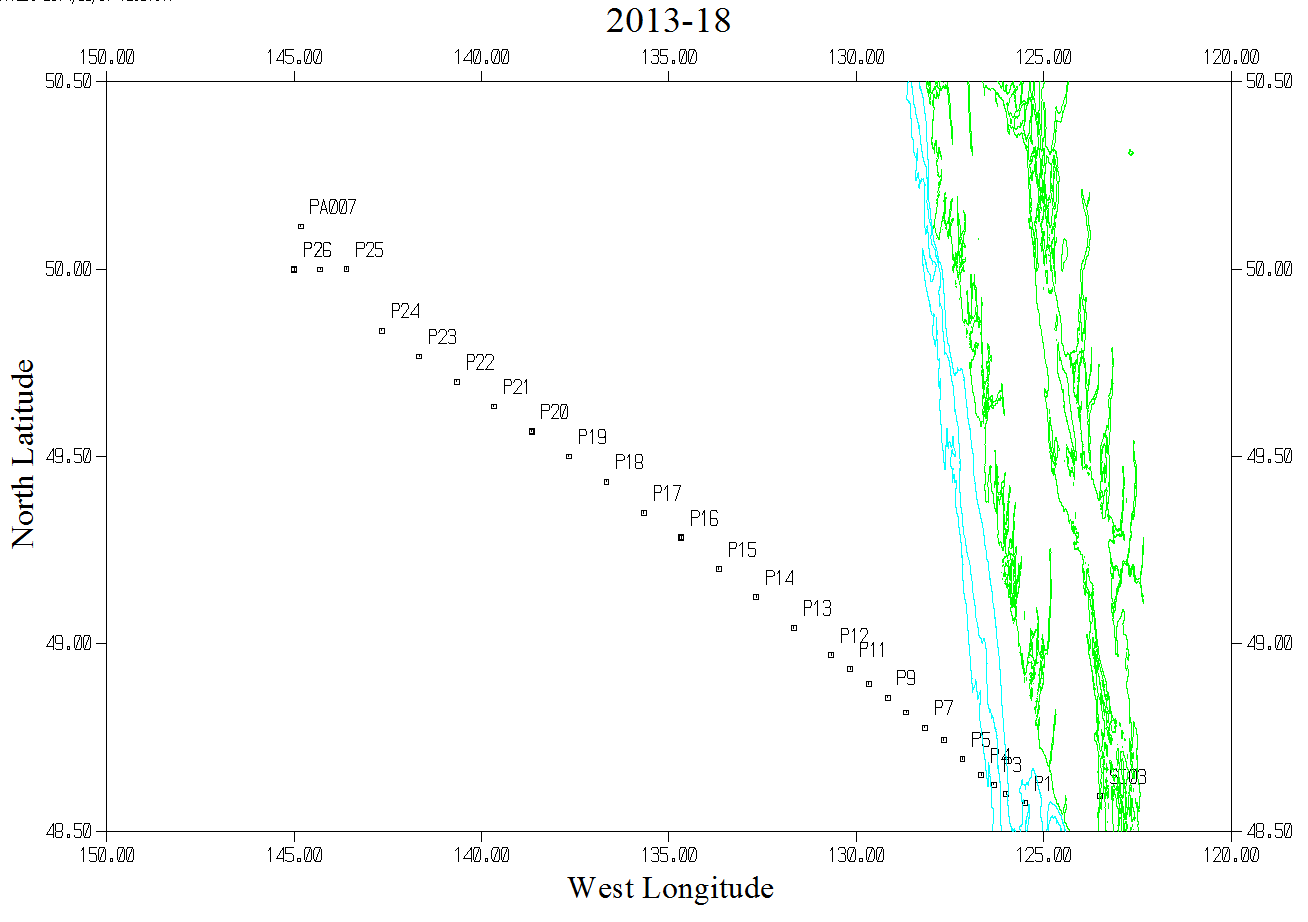 2013-18
150.00 145.00 140.00 135.00 130.00 125.00 120.00
50.50 50.50
PA007
P26 P25
50.00 50.00
P24
P23
P22
P21
P20
P19
49.50 49.50
P18
P17
P16
P15
P14
P13
P12
49.00 49.00
P11
P9
P7
P5
P4
P3
P1
48.50 48.50
150.00 145.00 140.00 135.00 130.00 125.00 120.00
West Longitude
North Latitude